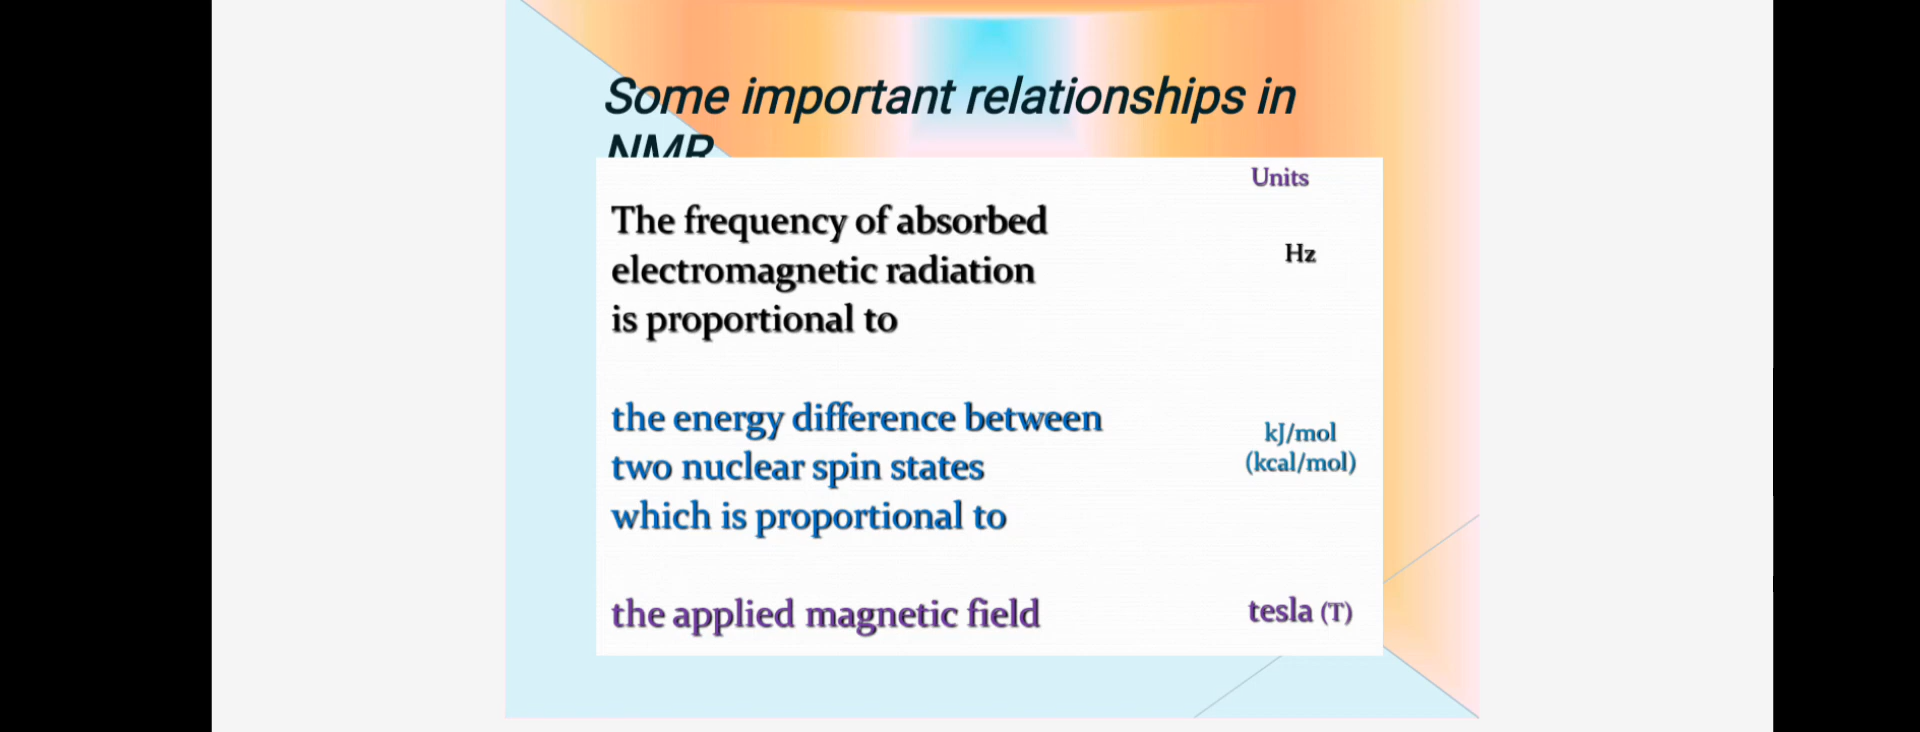 Some important relationships in
NMR
Units
The frequency of absorbed
Hz
electromagnetic radiation
is proportional to
the energy difference between
kJ/mol
two nuclear spin states
(kcal/mol)
which is proportional to
the applied magnetic field
tesla (T)